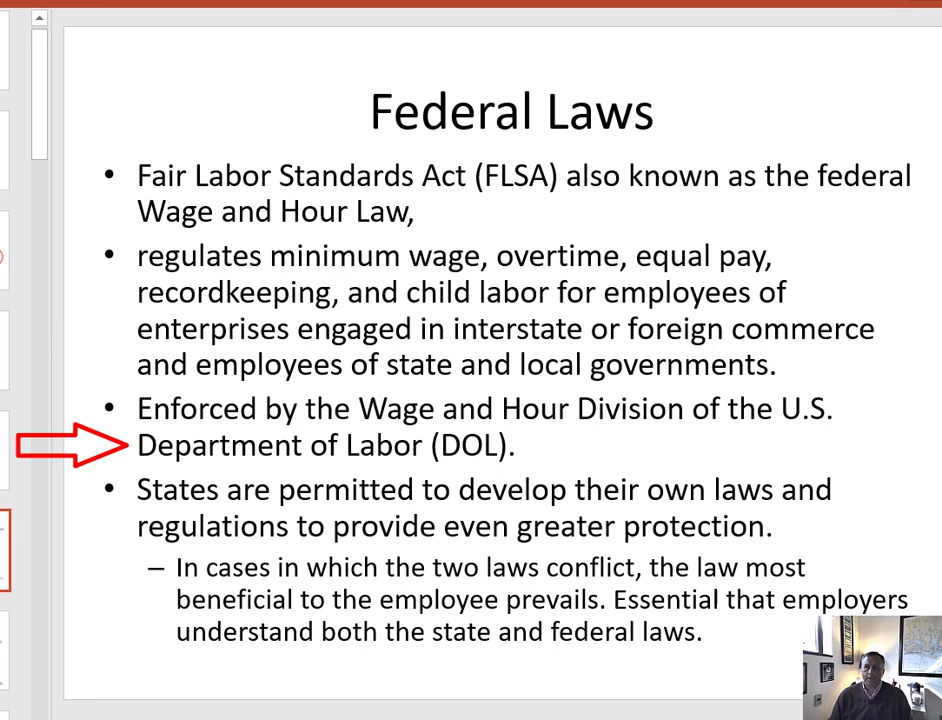 Federal Laws
• Fair Labor Standards Act (FLSA) also known as the federal
Wage and Hour Law,
• regulates minimum wage, overtime, equal pay,
recordkeeping, and child labor for employees of
enterprises engaged in interstate or foreign commerce
and employees of state and local governments.
• Enforced by the Wage and Hour Division of the U.S.
Department of Labor (DOL).
• States are permitted to develop their own laws and
regulations to provide even greater protection.
– In cases in which the two laws conflict, the law most
beneficial to the employee prevails. Essential that employers
understand both the state and federal laws.